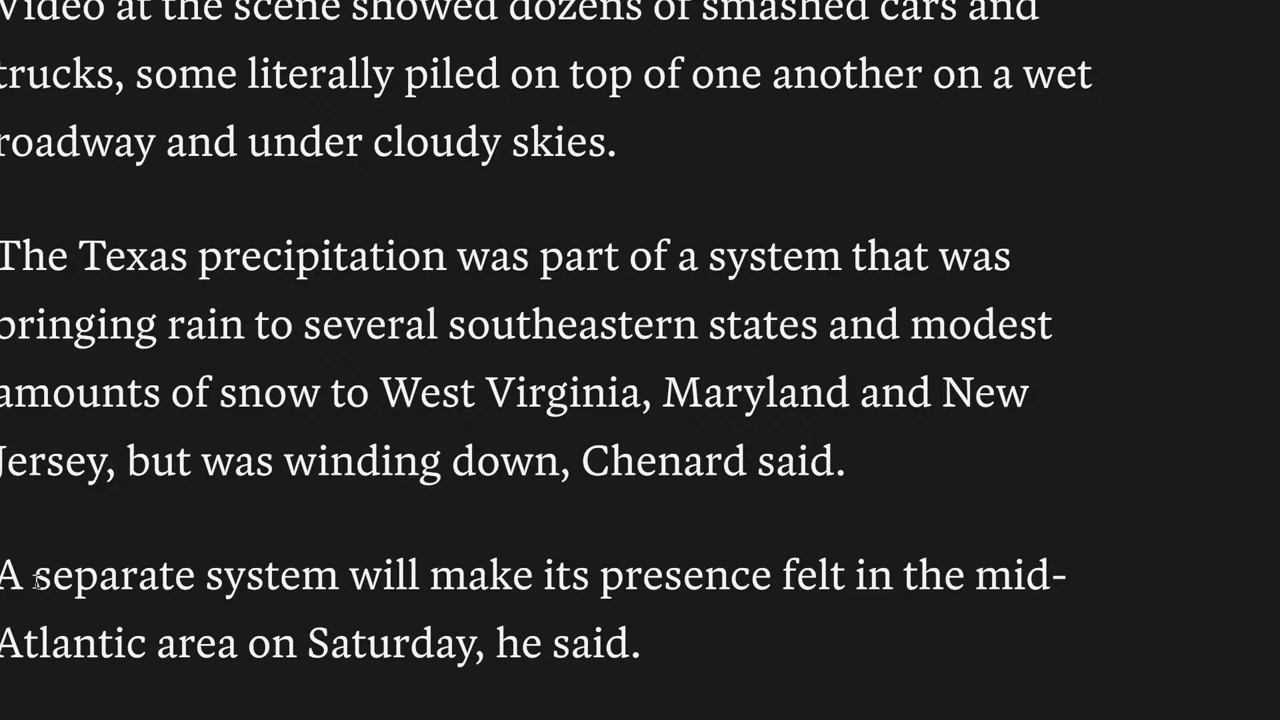 Video at the scene showed dozens of smashed cars and
trucks, some literally piled on top of one another on a wet
roadway and under cloudy skies.
The Texas precipitation was part of a system that was
bringing rain to several southeastern states and modest
amounts of snow to West Virginia, Maryland and New
Jersey, but was winding down, Chenard said.
A separate system will make its presence felt in the mid-
Atlantic area on Saturday, he said.